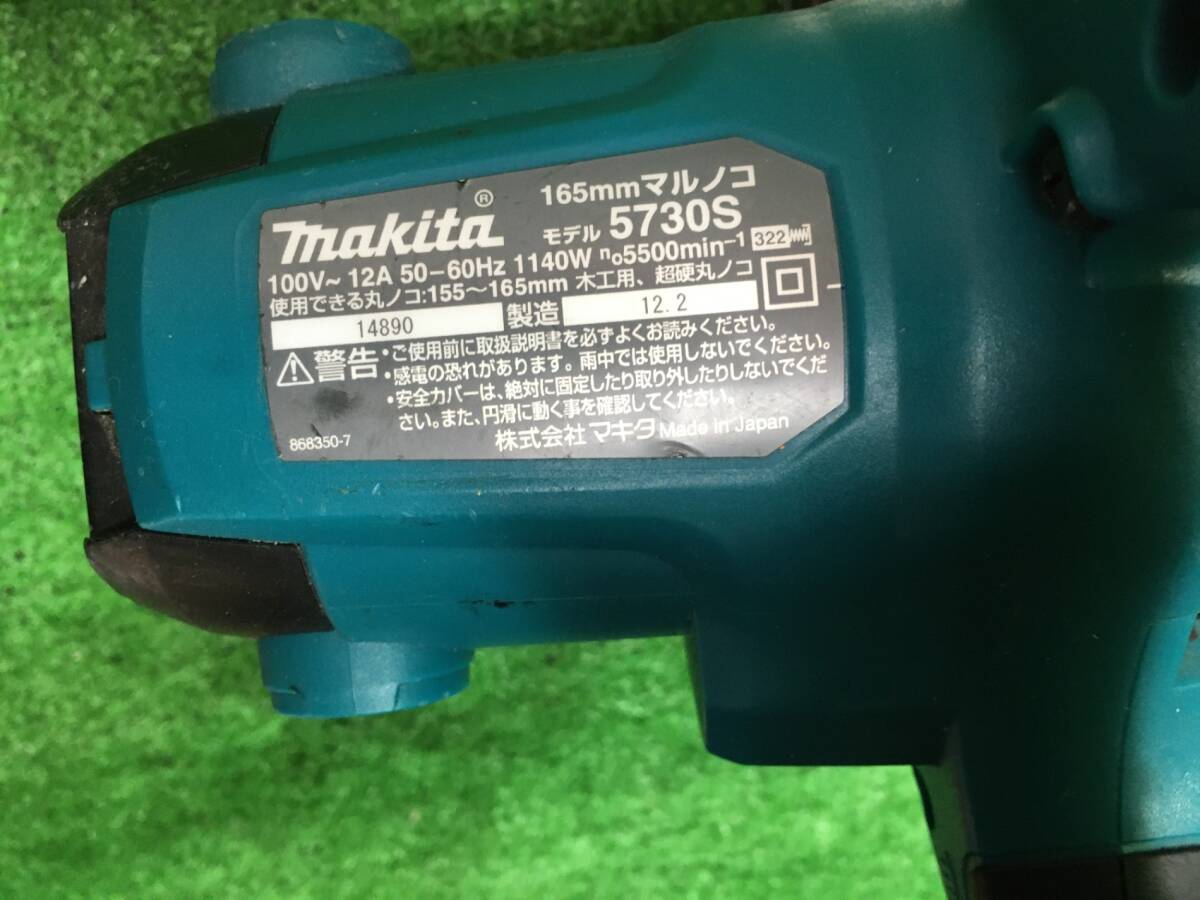 makita®
165mmマルノコ
モデル 5730S
100V~ 12A 50-60Hz 1140W n₀5500min⁻¹ 322
使用できる丸ノコ:155〜165mm 木工用、超硬丸ノコ
14890 製造 12.2
警告 ・ご使用前に取扱説明書を必ずよくお読みください。
・感電の恐れがあります。雨中では使用しないでください。
・安全カバーは、絶対に固定したり取り外したりしないでくだ
さい。また、円滑に動く事を確認してください。
868350-7 株式会社 マキタ Made in Japan